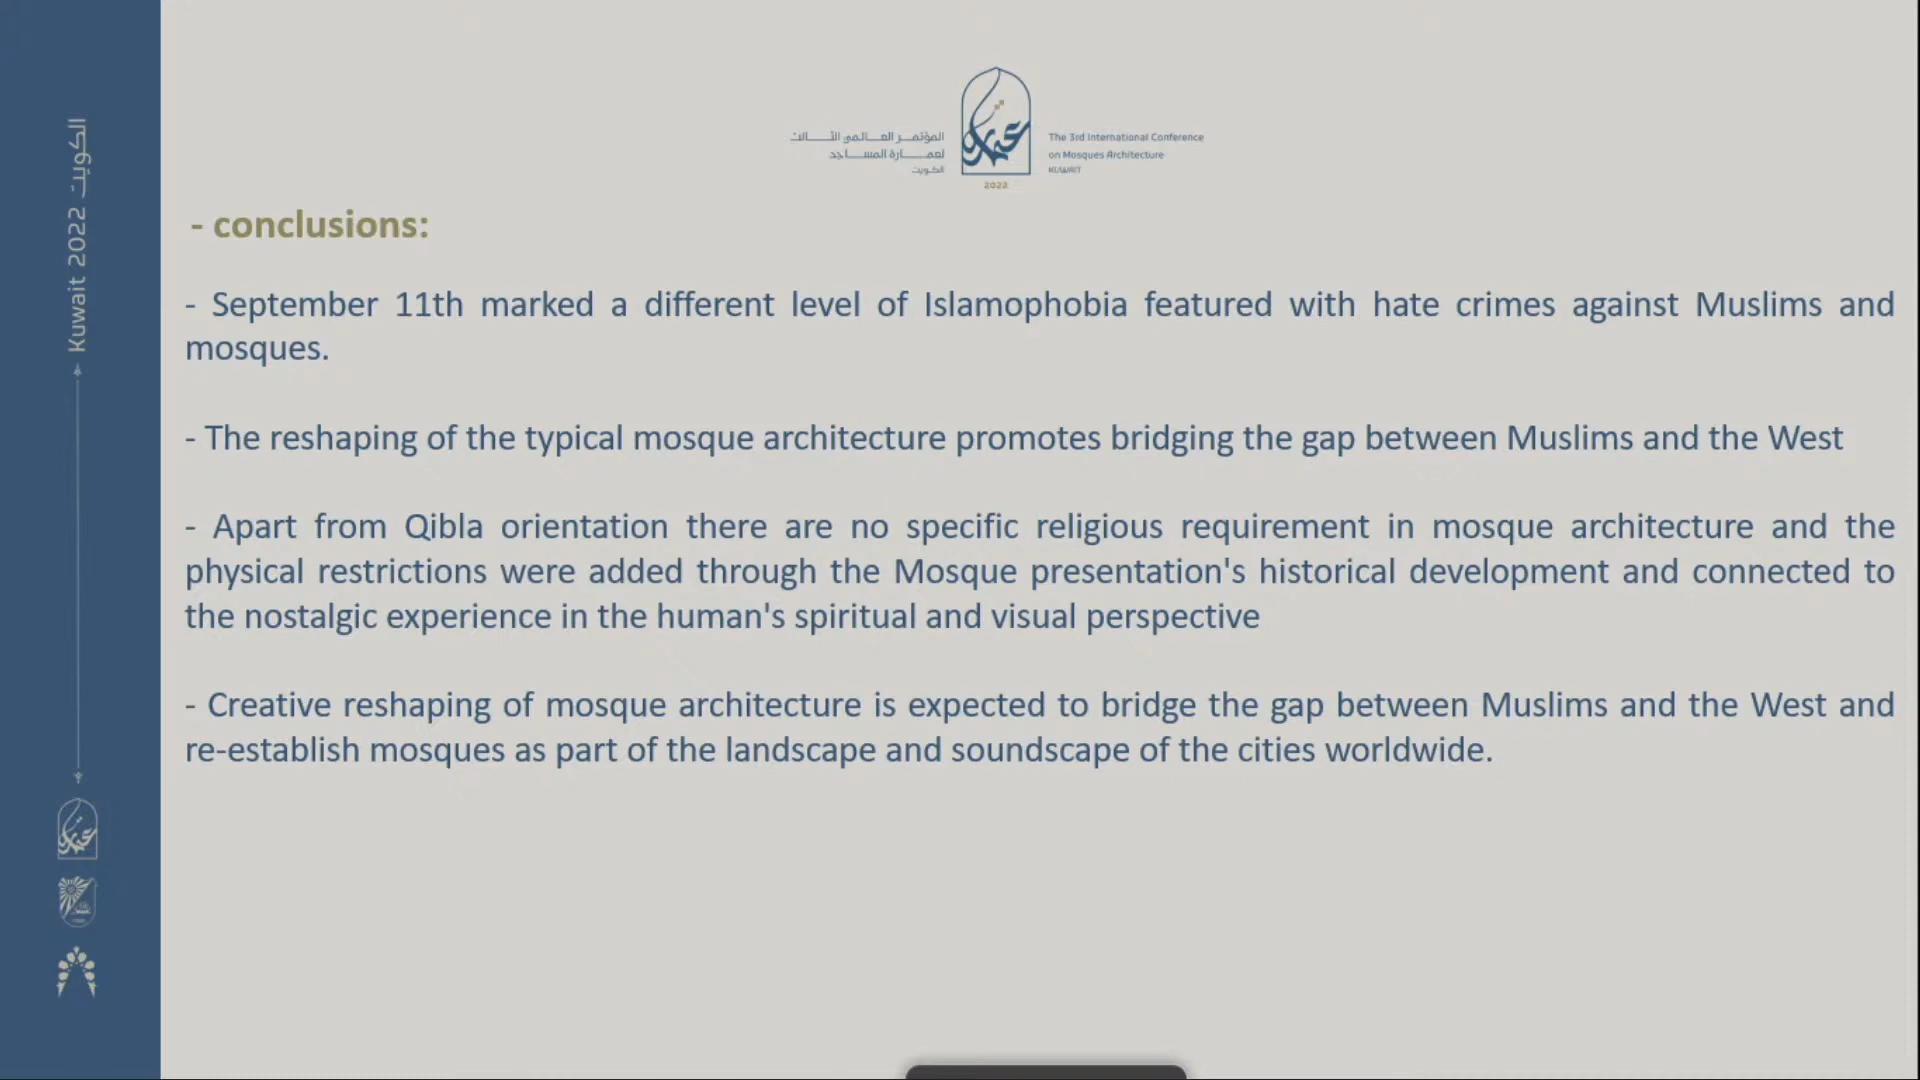 الكويت Kuwait 2022
المؤتمر العالمي الثالث
لعمارة المساجد
الكويت
The 3rd International Conference
on Mosques Architecture
KUWAIT
2022
- conclusions:
- September 11th marked a different level of Islamophobia featured with hate crimes against Muslims and
mosques.
- The reshaping of the typical mosque architecture promotes bridging the gap between Muslims and the West
- Apart from Qibla orientation there are no specific religious requirement in mosque architecture and the
physical restrictions were added through the Mosque presentation's historical development and connected to
the nostalgic experience in the human's spiritual and visual perspective
- Creative reshaping of mosque architecture is expected to bridge the gap between Muslims and the West and
re-establish mosques as part of the landscape and soundscape of the cities worldwide.